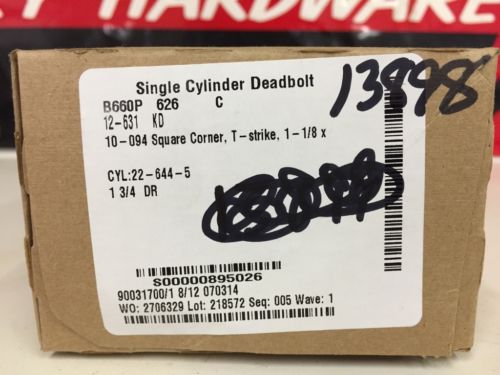 HARDWARE
Single Cylinder Deadbolt
13898
B660P 626 C
12-631 KD
10-094 Square Corner, T-strike, 1-1/8 x
CYL:22-644-5
1 3/4 DR
S00000895026
90031700/1 8/12 070314
WO: 2706329 Lot: 218572 Seq: 005 Wave: 1